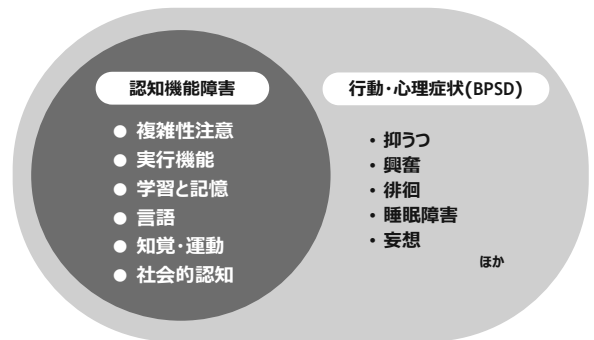 認知機能障害
● 複雑性注意
● 実行機能
● 学習と記憶
● 言語
● 知覚・運動
● 社会的認知
行動・心理症状(BPSD)
・抑うつ
・興奮
・徘徊
・睡眠障害
・妄想
ほか